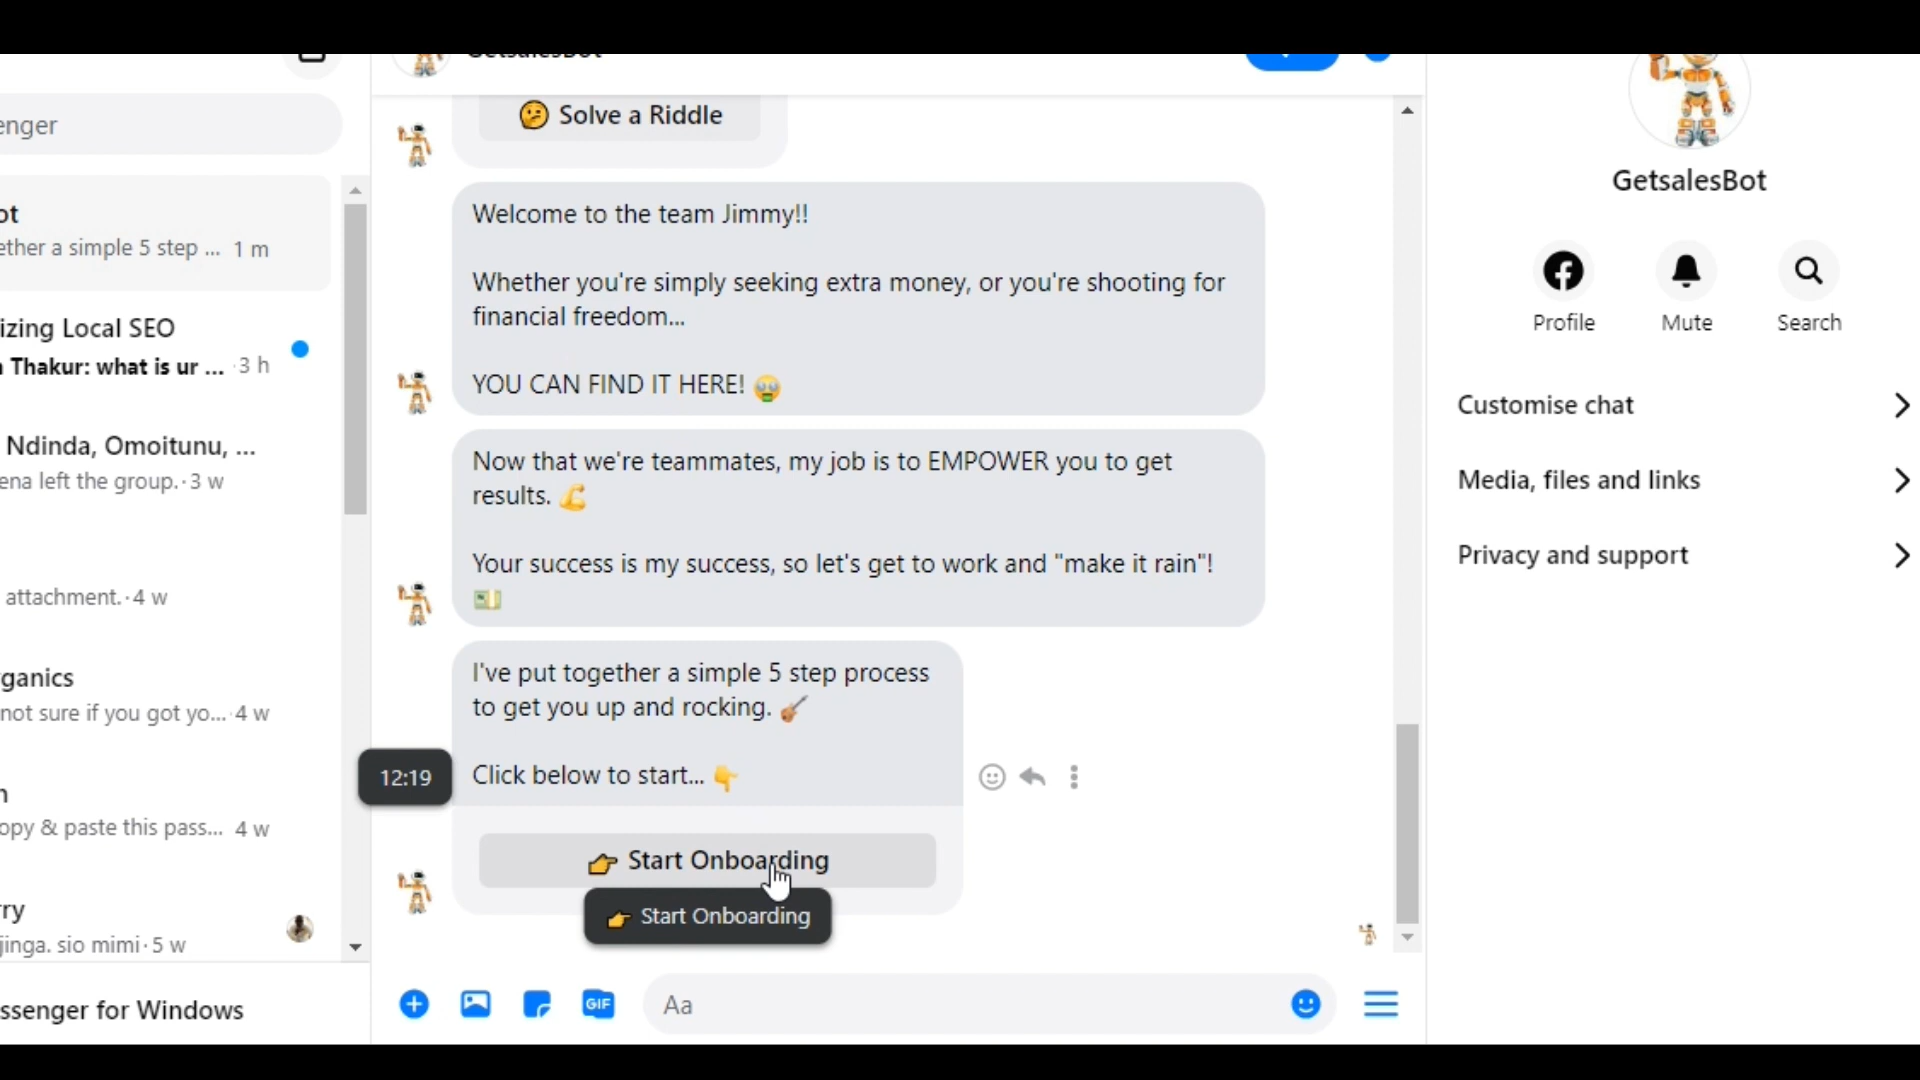 enger
ot
ether a simple 5 step ... 1 m
izing Local SEO
Thakur: what is ur ... · 3 h
Ndinda, Omoitunu, ...
ena left the group. · 3 w
attachment. · 4 w
ganics
not sure if you got yo... · 4 w
opy & paste this pass... 4 w
ry
jinga. sio mimi · 5 w
ssenger for Windows
GetsalesBot
🤔 Solve a Riddle
Welcome to the team Jimmy!!
Whether you're simply seeking extra money, or you're shooting for
financial freedom...
YOU CAN FIND IT HERE! 🤑
Now that we're teammates, my job is to EMPOWER you to get
results. 💪
Your success is my success, so let's get to work and "make it rain"!
💵
I've put together a simple 5 step process
to get you up and rocking. 🎸
12:19
Click below to start... 👇
👉 Start Onboarding
👉 Start Onboarding
GIF
Aa
GetsalesBot
Profile
Mute
Search
Customise chat
Media, files and links
Privacy and support